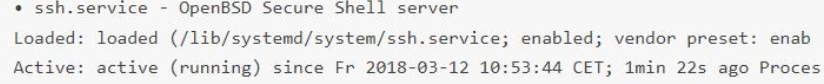 • ssh.service - OpenBSD Secure Shell server
Loaded: loaded (/lib/systemd/system/ssh.service; enabled; vendor preset: enab
Active: active (running) since Fr 2018-03-12 10:53:44 CET; 1min 22s ago Proces